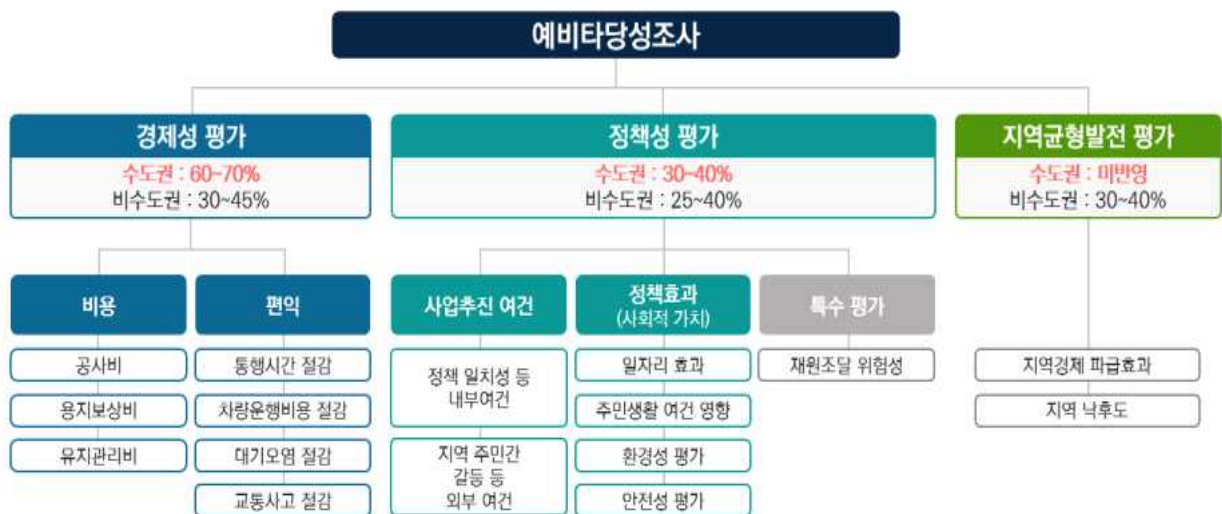 예비타당성조사
경제성 평가
수도권 : 60~70%
비수도권 : 30~45%
정책성 평가
수도권 : 30~40%
비수도권 : 25~40%
지역균형발전 평가
수도권 : 미반영
비수도권 : 30~40%
비용
공사비
용지보상비
유지관리비
편익
통행시간 절감
차량운행비용 절감
대기오염 절감
교통사고 절감
사업추진 여건
정책 일치성 등
내부여건
지역 주민간
갈등 등
외부 여건
정책효과
(사회적 가치)
일자리 효과
주민생활 여건 영향
환경성 평가
안전성 평가
특수 평가
재원조달 위험성
지역경제 파급효과
지역 낙후도